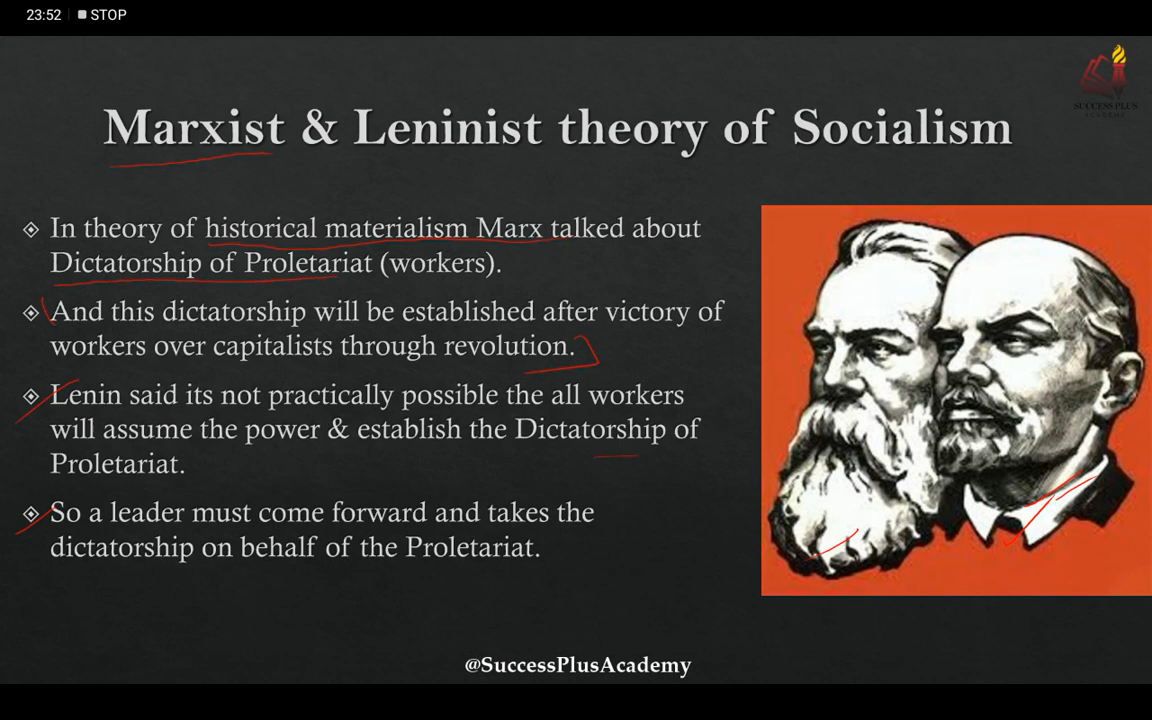 23:52 STOP
SUCCESS PLUS
ACADEMY
Marxist & Leninist theory of Socialism
In theory of historical materialism Marx talked about
Dictatorship of Proletariat (workers).
And this dictatorship will be established after victory of
workers over capitalists through revolution.
Lenin said its not practically possible the all workers
will assume the power & establish the Dictatorship of
Proletariat.
So a leader must come forward and takes the
dictatorship on behalf of the Proletariat.
@SuccessPlusAcademy